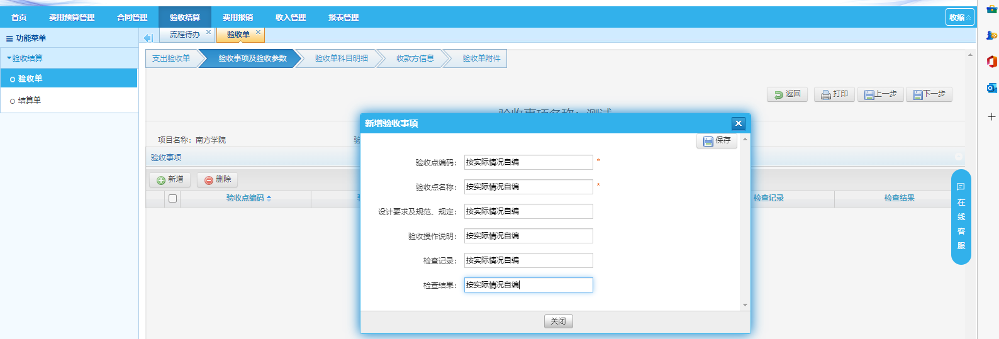 首页 费用预算管理 合同管理 验收结算 费用报销 收入管理 报表管理 收缩
功能菜单
流程待办 验收单
验收结算
验收单
结算单
支出验收单 验收事项及验收参数 验收单科目明细 收款方信息 验收单附件
返回 打印 上一步 下一步
验收事项名称：测试
项目名称：南方学院
验收事项
新增 删除
验收点编码 检查记录 检查结果
新增验收事项
保存
验收点编码： 按实际情况自编 *
验收点名称： 按实际情况自编 *
设计要求及规范、规定： 按实际情况自编
验收操作说明： 按实际情况自编
检查记录： 按实际情况自编
检查结果： 按实际情况自编
关闭
在线客服